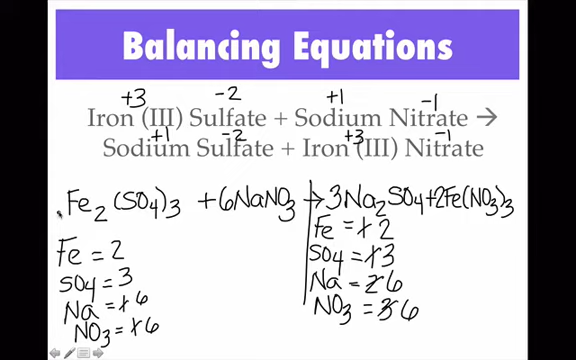 Balancing Equations
+3 -2 +1 -1
Iron (III) Sulfate + Sodium Nitrate →
+1 -2 +3 -1
Sodium Sulfate + Iron (III) Nitrate
Fe₂(SO₄)₃ + 6NaNO₃ → 3Na₂SO₄ + 2Fe(NO₃)₃
Fe = 2
SO₄ = 3
Na = 1 6
NO₃ = 1 6
Fe = 1 2
SO₄ = 1 3
Na = 2 6
NO₃ = 3 6